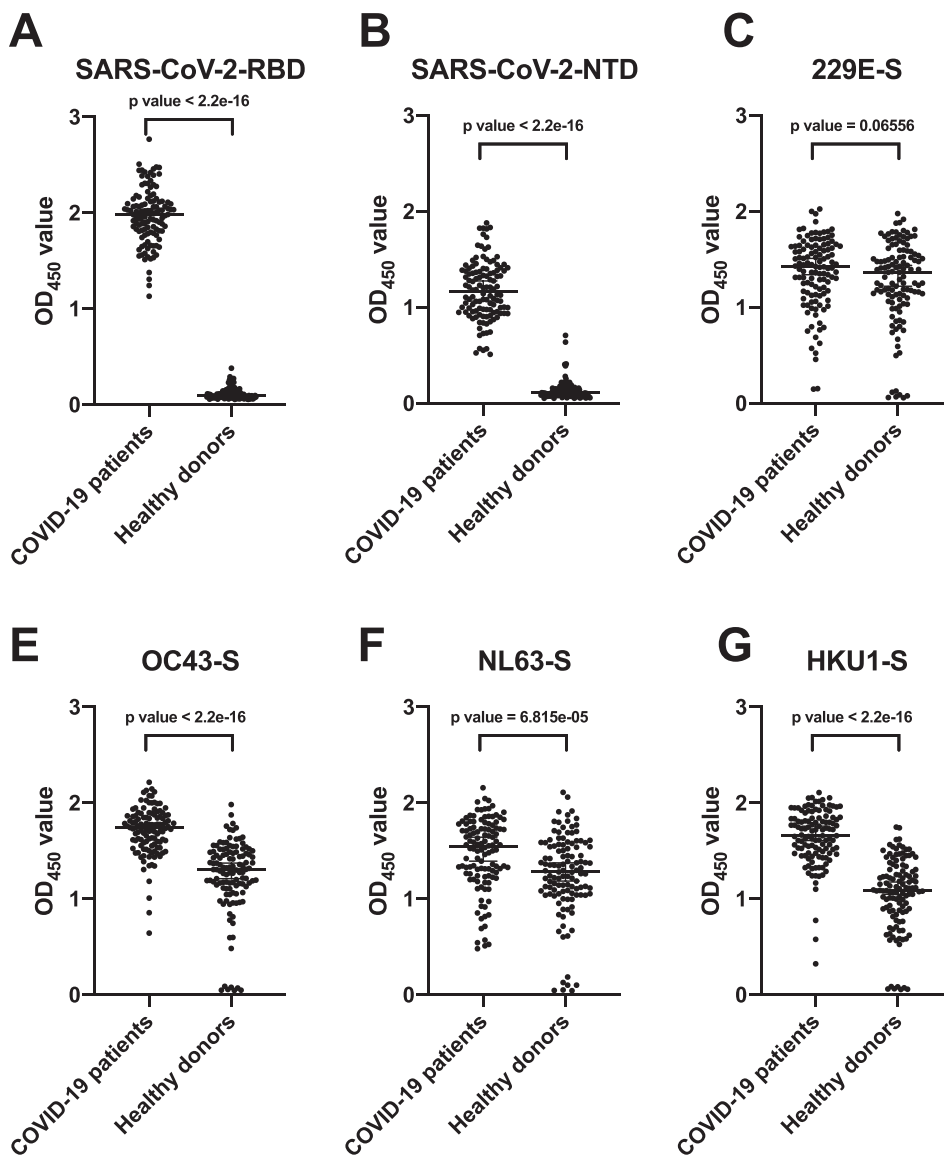 A
SARS-CoV-2-RBD
p value < 2.2e-16
3
2
1
0
OD450 value
COVID-19 patients
Healthy donors
B
SARS-CoV-2-NTD
p value < 2.2e-16
3
2
1
0
OD450 value
COVID-19 patients
Healthy donors
C
229E-S
p value = 0.06556
3
2
1
0
OD450 value
COVID-19 patients
Healthy donors
E
OC43-S
p value < 2.2e-16
3
2
1
0
OD450 value
COVID-19 patients
Healthy donors
F
NL63-S
p value = 6.815e-05
3
2
1
0
OD450 value
COVID-19 patients
Healthy donors
G
HKU1-S
p value < 2.2e-16
3
2
1
0
OD450 value
COVID-19 patients
Healthy donors